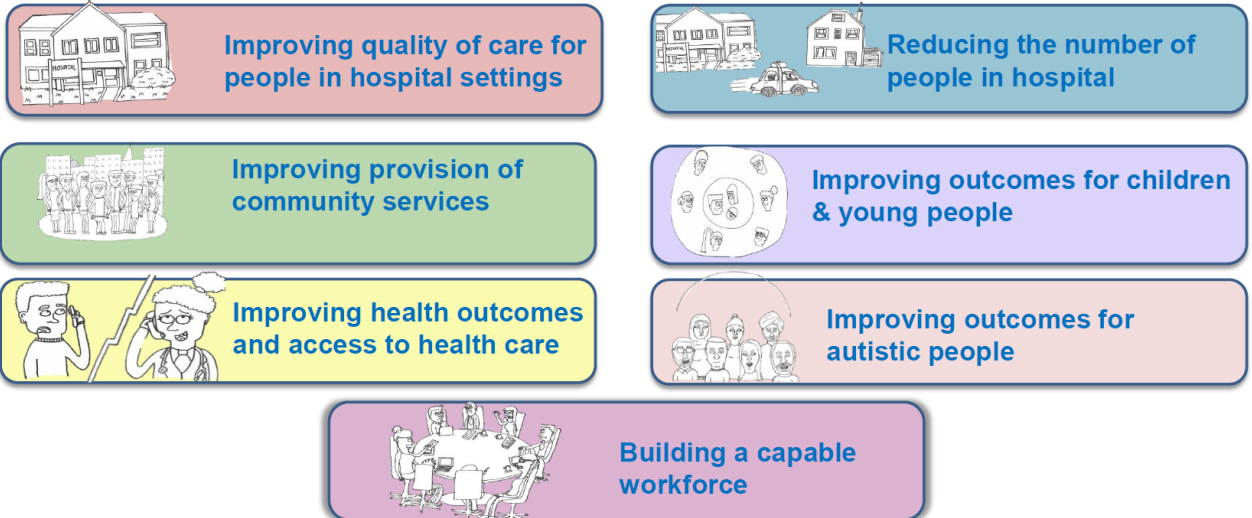 HOSPITAL
Improving quality of care for
people in hospital settings
HOSPITAL
Reducing the number of
people in hospital
Improving provision of
community services
Improving outcomes for children
& young people
Improving health outcomes
and access to health care
Improving outcomes for
autistic people
Building a capable
workforce